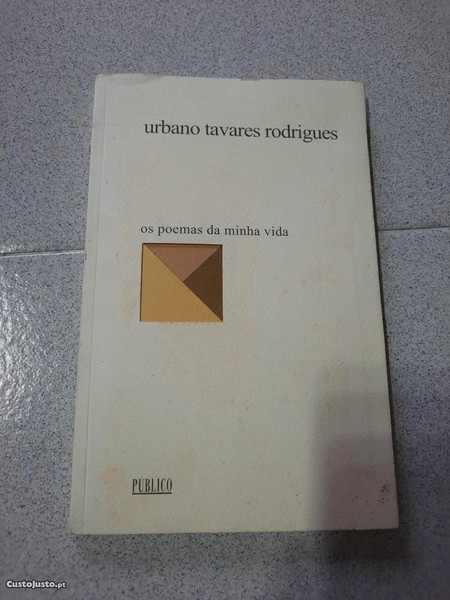 urbano tavares rodrigues
os poemas da minha vida
PÚBLICO
CustoJusto.pt